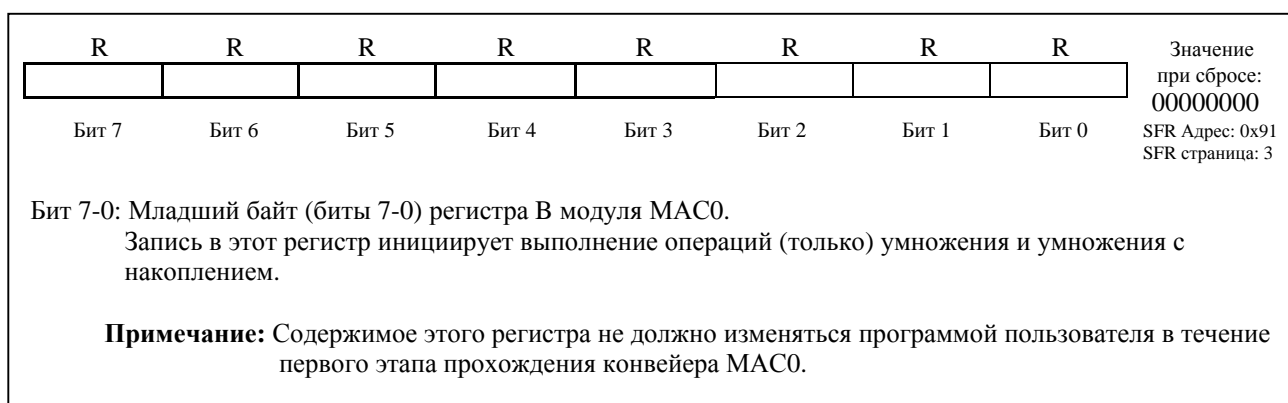 R R R R R R R R Значение
при сбросе:
00000000
Бит 7 Бит 6 Бит 5 Бит 4 Бит 3 Бит 2 Бит 1 Бит 0 SFR Адрес: 0x91
SFR страница: 3
Бит 7-0: Младший байт (биты 7-0) регистра B модуля MAC0.
Запись в этот регистр инициирует выполнение операций (только) умножения и умножения с
накоплением.
Примечание: Содержимое этого регистра не должно изменяться программой пользователя в течение
первого этапа прохождения конвейера MAC0.